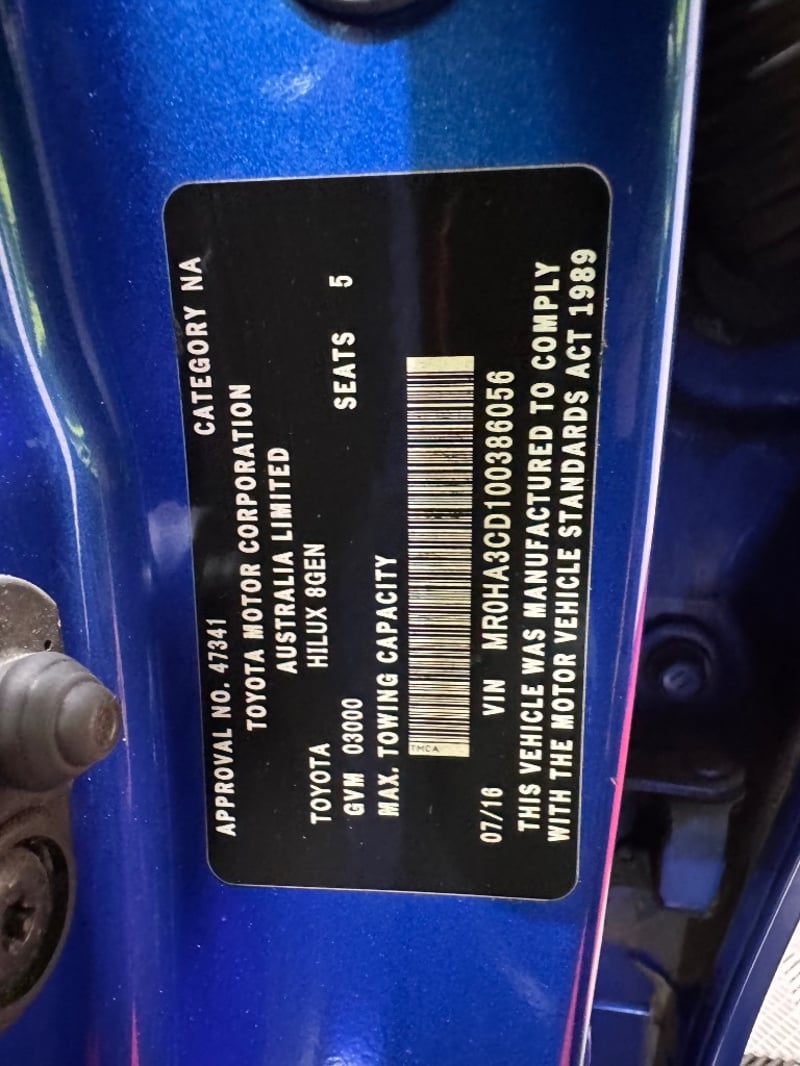 APPROVAL NO. 47341 CATEGORY NA
TOYOTA MOTOR CORPORATION
AUSTRALIA LIMITED
TOYOTA HILUX 8GEN
GVM 03000 SEATS 5
MAX. TOWING CAPACITY
TMCA
07/16 VIN MR0HA3CD100386056
THIS VEHICLE WAS MANUFACTURED TO COMPLY
WITH THE MOTOR VEHICLE STANDARDS ACT 1989